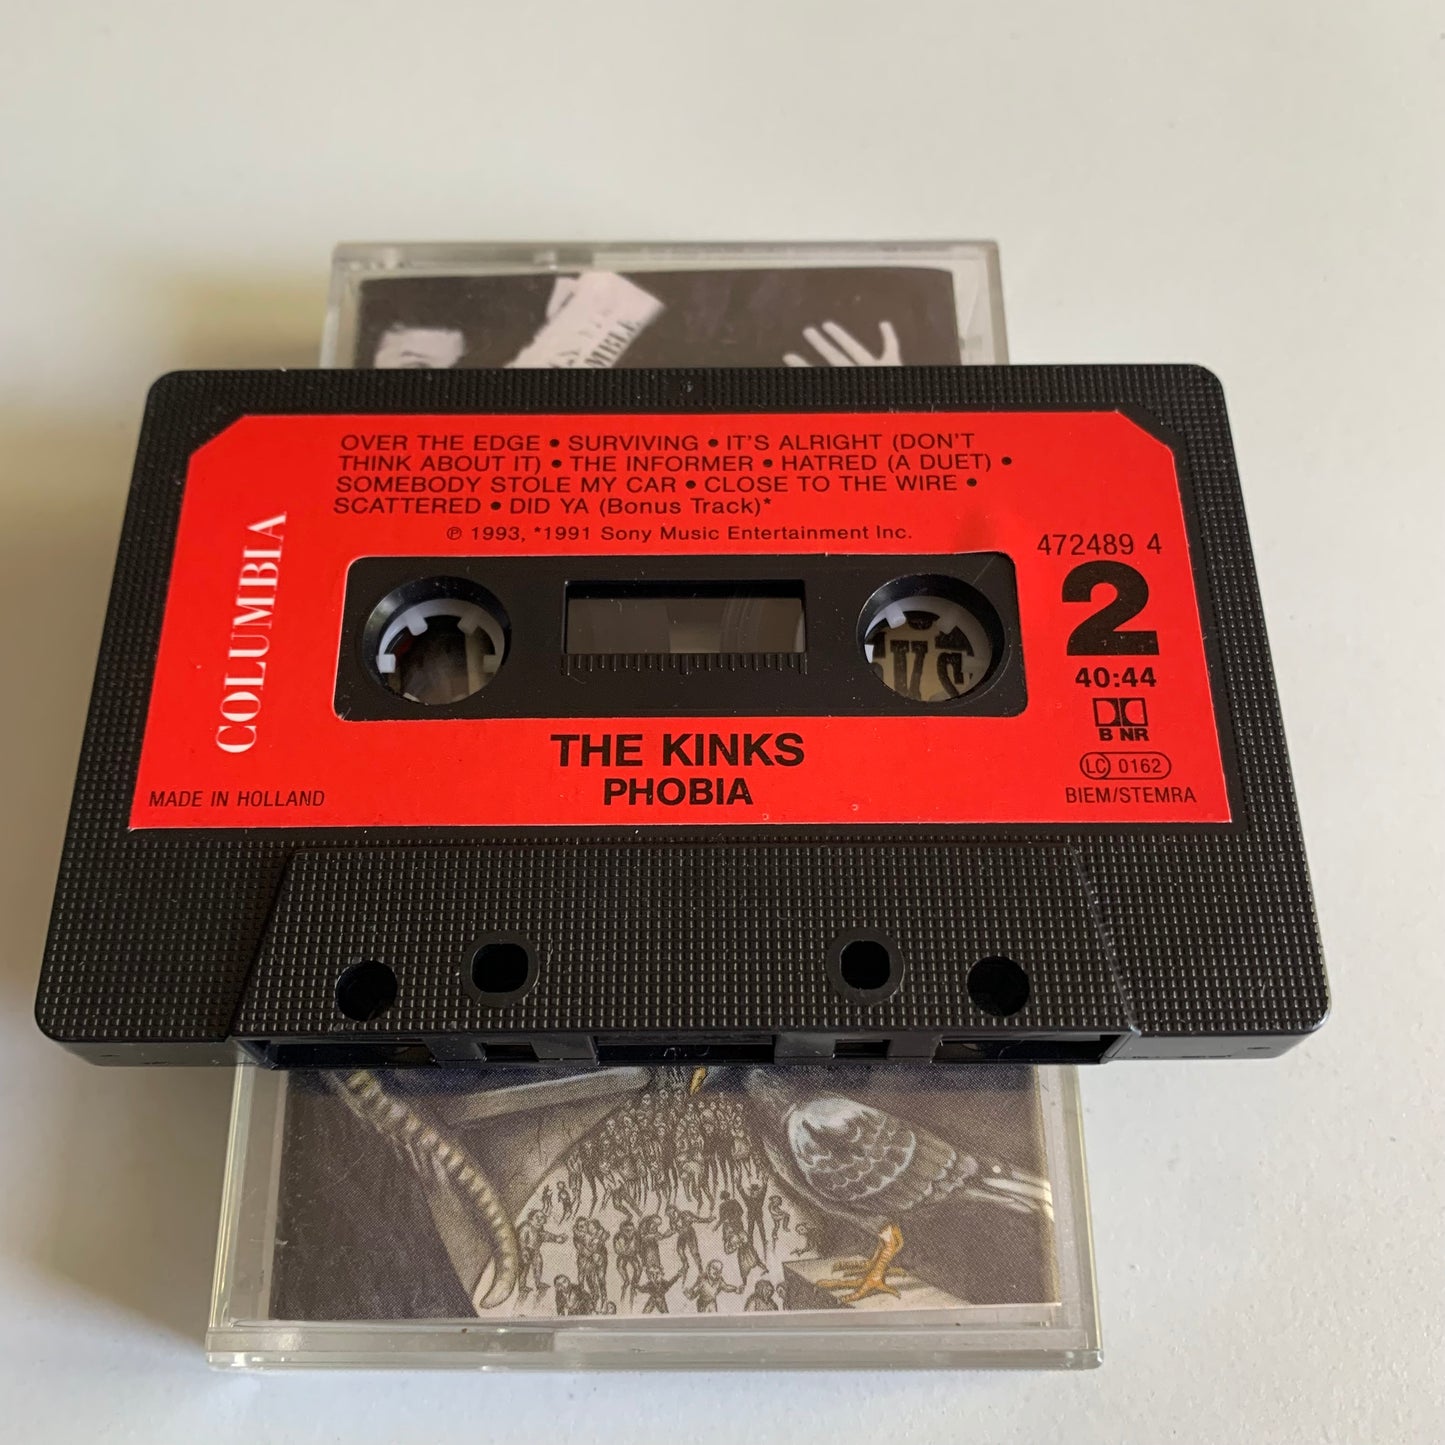 MBLE
OVER THE EDGE • SURVIVING • IT'S ALRIGHT (DON'T
THINK ABOUT IT) • THE INFORMER • HATRED (A DUET) •
SOMEBODY STOLE MY CAR • CLOSE TO THE WIRE •
SCATTERED • DID YA (Bonus Track)*
℗ 1993, *1991 Sony Music Entertainment Inc.
COLUMBIA
472489 4
2
40:44
B NR
LC 0162
BIEM/STEMRA
THE KINKS
PHOBIA
MADE IN HOLLAND